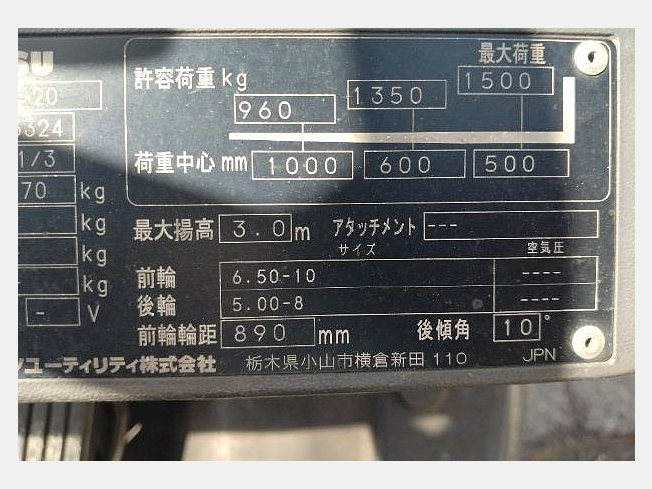 SU
最大荷重
許容荷重 kg 960 1350 1500
荷重中心 mm 1000 600 500
20
3324
1/3
70 kg
kg
kg
kg
- V
最大揚高 3.0 m アタッチメント ---
サイズ 空気圧
前輪 6.50-10 ----
後輪 5.00-8 ----
前輪輪距 890 mm 後傾角 10°
ユーティリティ株式会社 栃木県小山市横倉新田 110 JPN